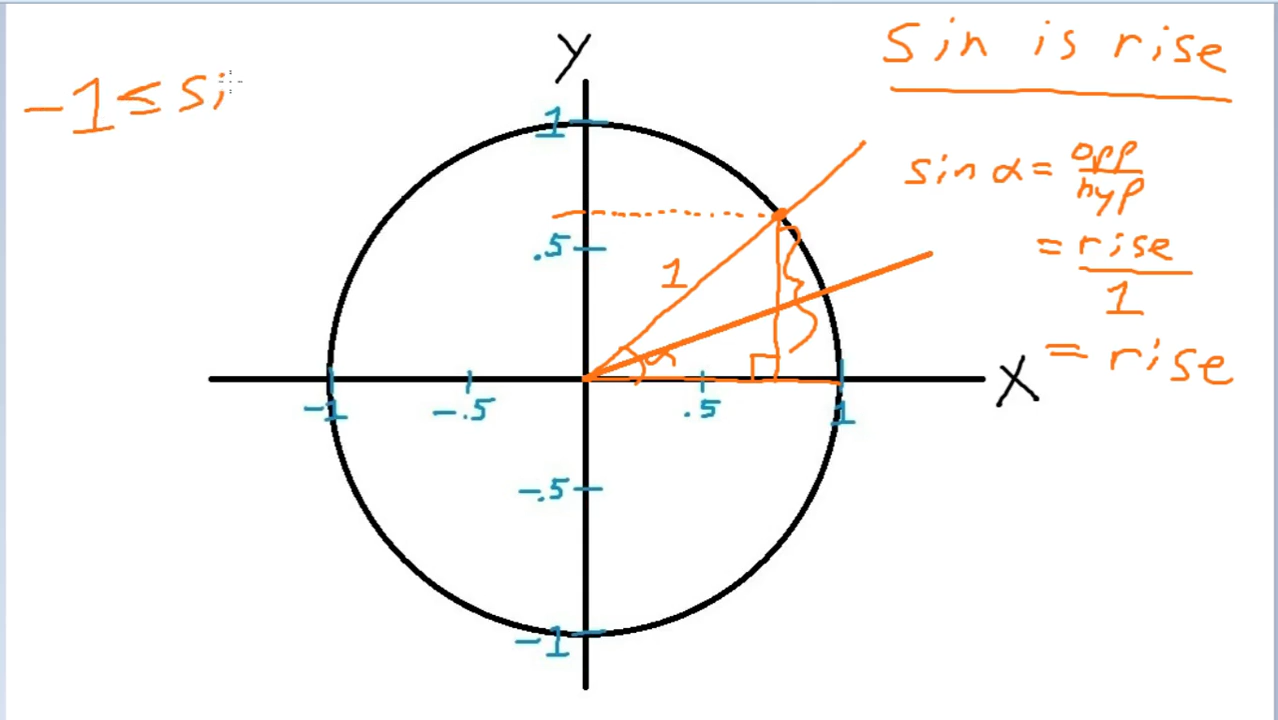 Y
sin is rise
-1 ≤ si
1
sin α = opp/hyp
.5
1
= rise/1
α
= rise
X
-1
-.5
.5
1
-.5
-1